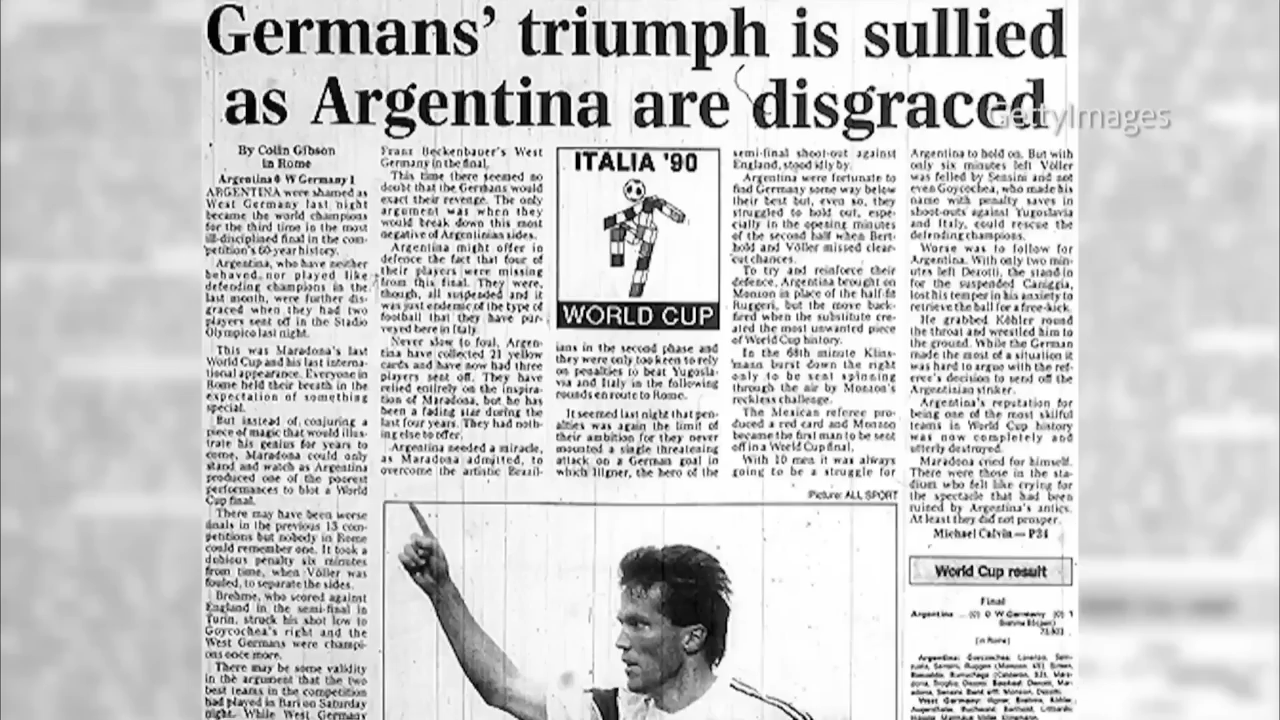 Germans' triumph is sullied
as Argentina are disgraced
GettyImages
By Colin Gibson
in Rome
Argentina 0 W Germany 1
ARGENTINA were shamed as
West Germany last night
became the world champions
for the third time in the most
ill-disciplined final in the com-
petition's 60-year history.
Argentina, who have neither
behaved nor played like
defending champions in the
last month, were further dis-
graced when they had two
players sent off in the Stadio
Olympico last night.
This was Maradona's last
World Cup and his last interna-
tional appearance. Everyone in
Rome held their breath in the
expectation of something
special.
But instead of conjuring a
piece of magic that would illus-
trate his genius for years to
come, Maradona could only
stand and watch as Argentina
produced one of the poorest
performances to blot a World
Cup final.
There may have been worse
finals in the previous 13 com-
petitions but nobody in Rome
could remember one. It took a
dubious penalty six minutes
from time, when Völler was
fouled, to separate the sides.
Brehme, who scored against
England in the semi-final in
Turin, struck his shot low to
Goycochea's right and the
West Germans were champi-
ons once more.
There may be some validity
in the argument that the two
best teams in the competition
had played in Bari on Saturday
night. While West Germany
Franz Beckenbauer's West
Germany in the final.
This time there seemed no
doubt that the Germans would
exact their revenge. The only
argument was when they
would break down this most
negative of Argentinian sides.
Argentina might offer in
defence the fact that four of
their players were missing
from this final. They were,
though, all suspended and it
was just endemic of the type of
football that they have pur-
veyed here in Italy.
Never slow to foul, Argen-
tina have collected 21 yellow
cards and have now had three
players sent off. They have
relied entirely on the inspira-
tion of Maradona, but he has
been a fading star during the
last four years. They had noth-
ing else to offer.
Argentina needed a miracle,
as Maradona admitted, to
overcome the artistic Brazil-
ITALIA '90
WORLD CUP
ians in the second phase and
they were only too keen to rely
on penalties to beat Yugosla-
via and Italy in the following
rounds en route to Rome.
It seemed last night that pen-
alties was again the limit of
their ambition for they never
mounted a single threatening
attack on a German goal in
which Illgner, the hero of the
semi-final shoot-out against
England, stood idly by.
Argentina were fortunate to
find Germany some way below
their best but, even so, they
struggled to hold out, espe-
cially in the opening minutes
of the second half when Bert-
hold and Völler missed clear-
cut chances.
To try and reinforce their
defence, Argentina brought on
Monzon in place of the half-fit
Ruggeri, but the move back-
fired when the substitute cre-
ated the most unwanted piece
of World Cup history.
In the 68th minute Klins-
mann burst down the right
only to be sent spinning
through the air by Monzon's
reckless challenge.
The Mexican referee pro-
duced a red card and Monzon
became the first man to be sent
off in a World Cup final.
With 10 men it was always
going to be a struggle for
Picture: ALL SPORT
Argentina to hold on. But with
only six minutes left Völler
was felled by Sensini and not
even Goycochea, who made his
name with penalty saves in
shoot-outs against Yugoslavia
and Italy, could rescue the
defending champions.
Worse was to follow for
Argentina. With only two min-
utes left Dezotti, the stand-in
for the suspended Caniggia,
lost his temper in his anxiety to
retrieve the ball for a free-kick.
He grabbed Köhler round
the throat and wrestled him to
the ground. While the German
made the most of a situation it
was hard to argue with the ref-
eree's decision to send off the
Argentinian striker.
Argentina's reputation for
being one of the most skilful
teams in World Cup history
was now completely and
utterly destroyed.
Maradona cried for himself.
There were those in the sta-
dium who felt like crying for
the spectacle that had been
ruined by Argentina's antics.
At least they did not prosper.
Michael Calvin — P34
World Cup result
Final
Argentina ... (0) 0 W Germany (0) 1
(in Rome)